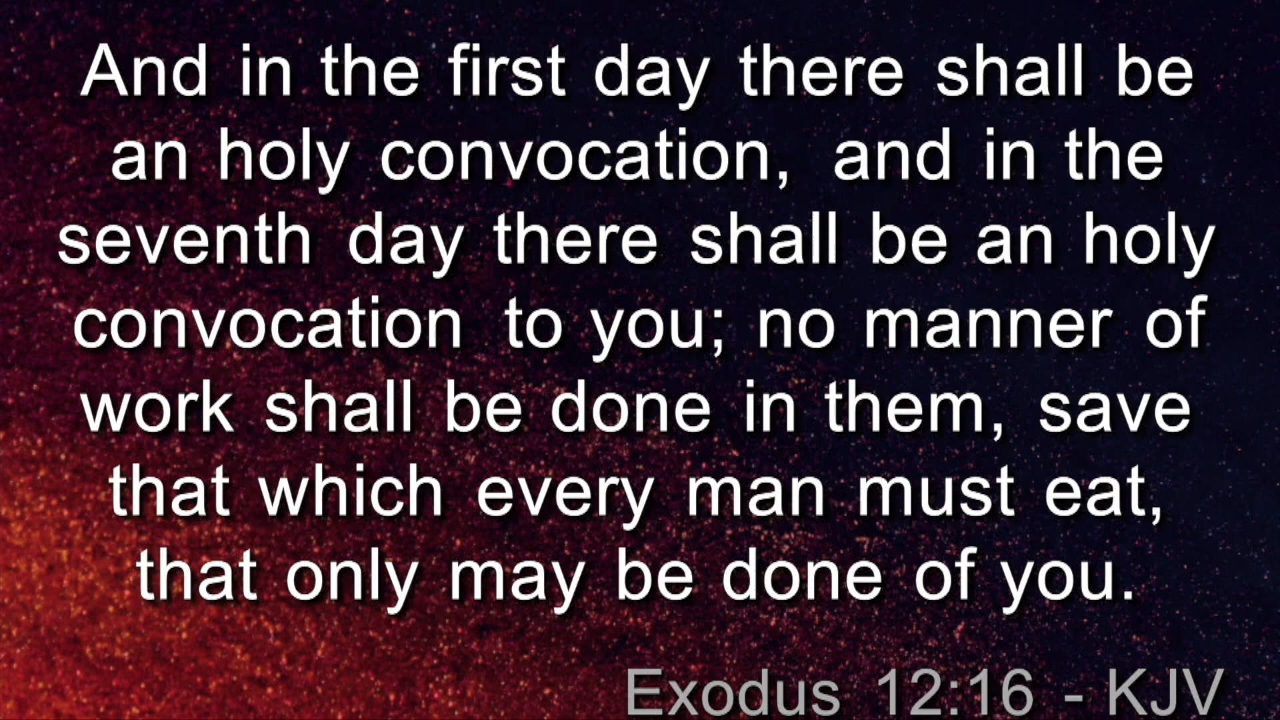 And in the first day there shall be
an holy convocation, and in the
seventh day there shall be an holy
convocation to you; no manner of
work shall be done in them, save
that which every man must eat,
that only may be done of you.
Exodus 12:16 - KJV